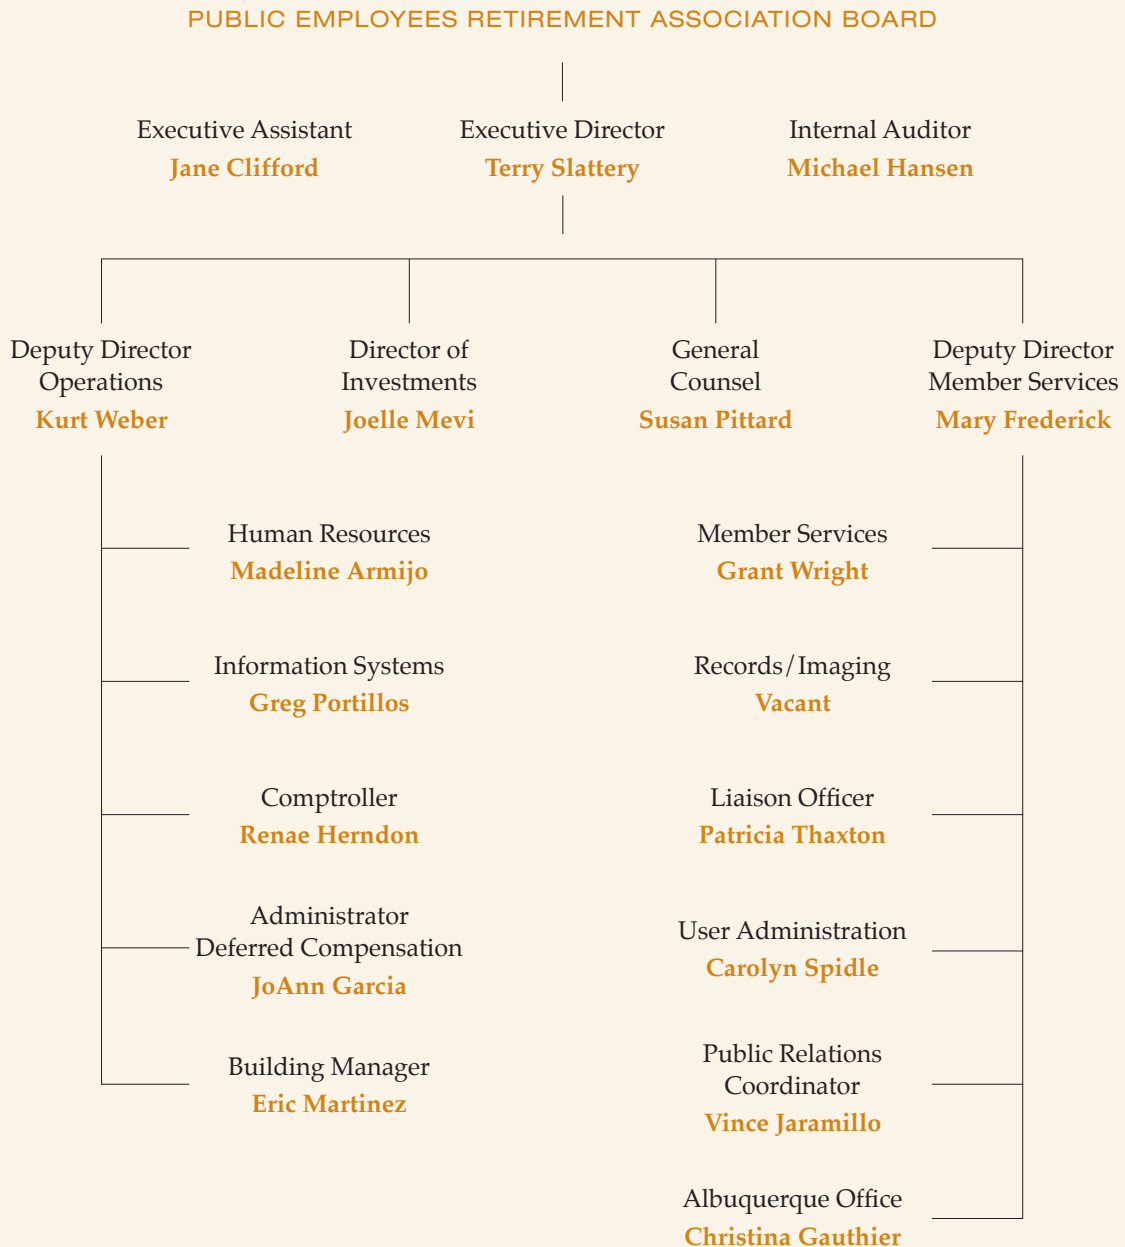 PUBLIC EMPLOYEES RETIREMENT ASSOCIATION BOARD
Executive Assistant
Jane Clifford
Executive Director
Terry Slattery
Internal Auditor
Michael Hansen
Deputy Director
Operations
Kurt Weber
Director of
Investments
Joelle Mevi
General
Counsel
Susan Pittard
Deputy Director
Member Services
Mary Frederick
Human Resources
Madeline Armijo
Information Systems
Greg Portillos
Comptroller
Renae Herndon
Administrator
Deferred Compensation
JoAnn Garcia
Building Manager
Eric Martinez
Member Services
Grant Wright
Records/Imaging
Vacant
Liaison Officer
Patricia Thaxton
User Administration
Carolyn Spidle
Public Relations
Coordinator
Vince Jaramillo
Albuquerque Office
Christina Gauthier